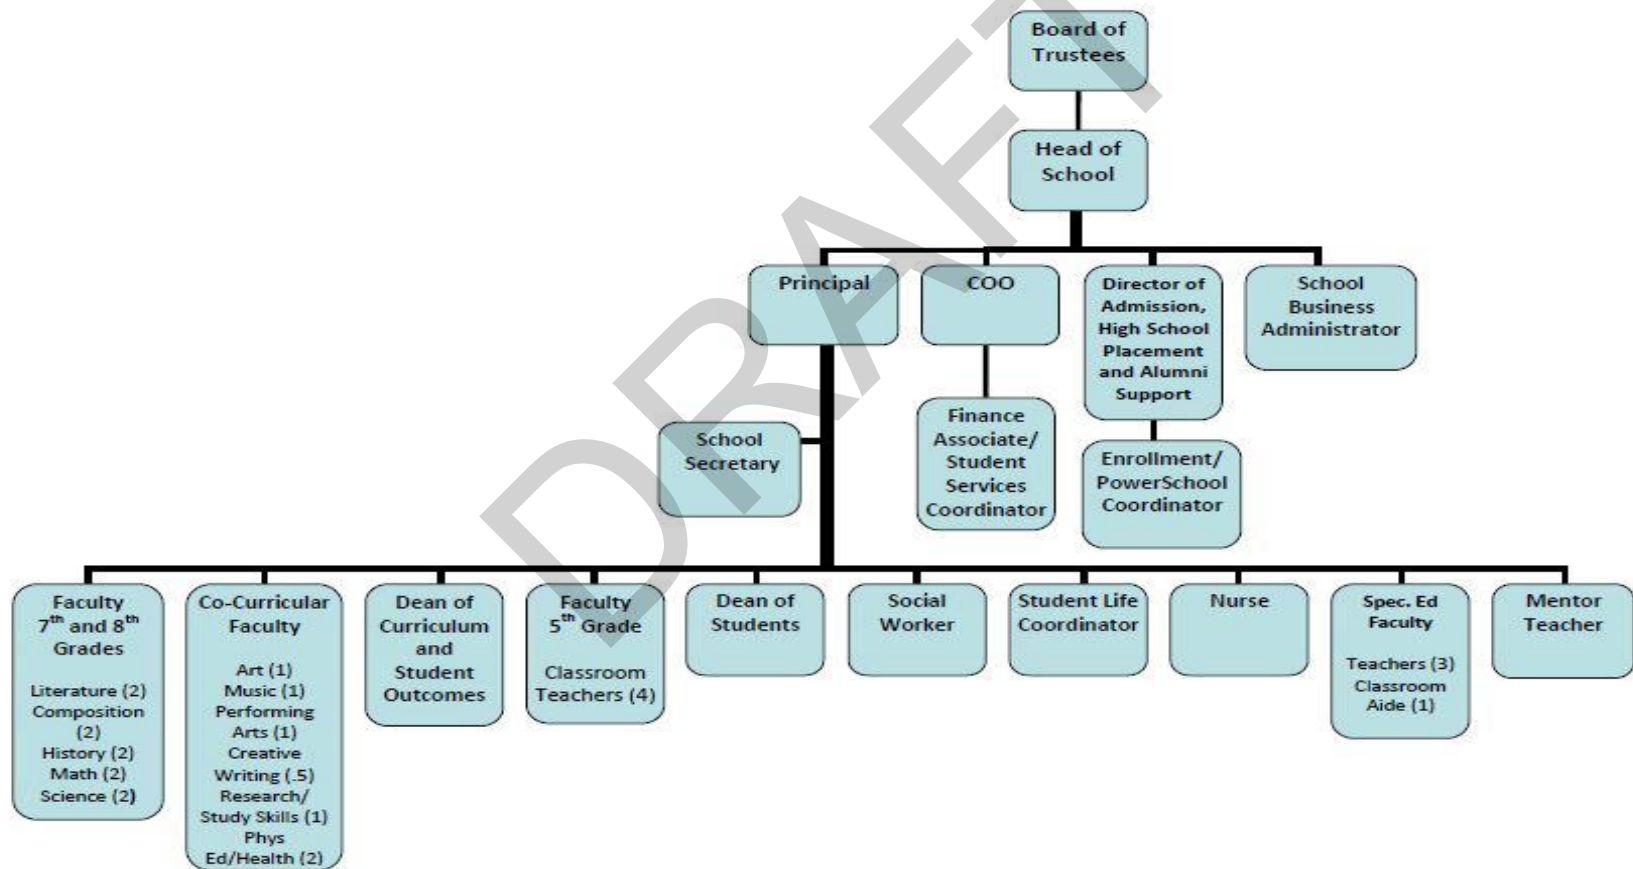 Board of
Trustees
Head of
School
Principal
COO
Director of
Admission,
High School
Placement
and Alumni
Support
School
Business
Administrator
School
Secretary
Finance
Associate/
Student
Services
Coordinator
Enrollment/
PowerSchool
Coordinator
Faculty
7th and 8th
Grades
Literature (2)
Composition
(2)
History (2)
Math (2)
Science (2)
Co-Curricular
Faculty
Art (1)
Music (1)
Performing
Arts (1)
Creative
Writing (.5)
Research/
Study Skills (1)
Phys
Ed/Health (2)
Dean of
Curriculum
and
Student
Outcomes
Faculty
5th Grade
Classroom
Teachers (4)
Dean of
Students
Social
Worker
Student Life
Coordinator
Nurse
Spec. Ed
Faculty
Teachers (3)
Classroom
Aide (1)
Mentor
Teacher
DRAFT